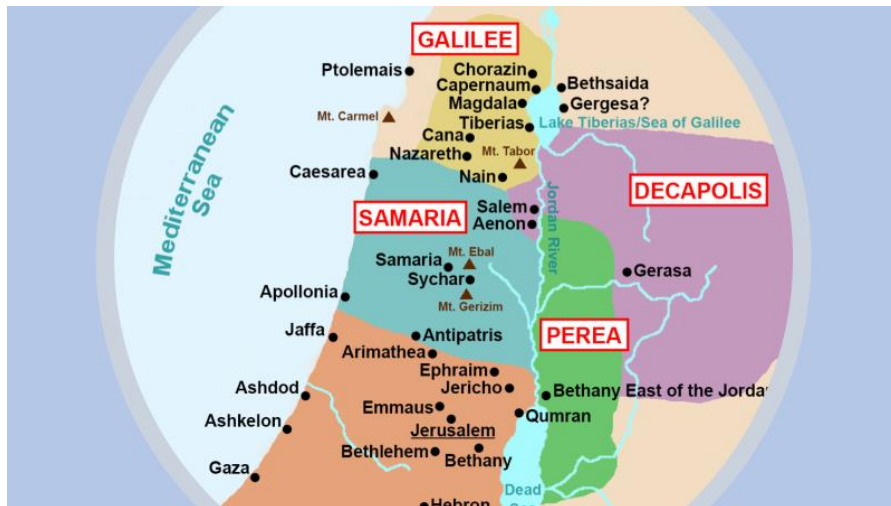 GALILEE
Ptolemais
Chorazin
Capernaum
Bethsaida
Magdala
Gergesa?
Mt. Carmel
Tiberias
Lake Tiberias/Sea of Galilee
Cana
Mt. Tabor
Nazareth
Caesarea
Nain
DECAPOLIS
Mediterranean
Sea
SAMARIA
Salem
Aenon
Jordan River
Mt. Ebal
Samaria
Sychar
Gerasa
Mt. Gerizim
Apollonia
Jaffa
Antipatris
PEREA
Arimathea
Ephraim
Jericho
Bethany East of the Jordan
Ashdod
Emmaus
Qumran
Ashkelon
Jerusalem
Bethlehem
Bethany
Gaza
Dead
Hebron